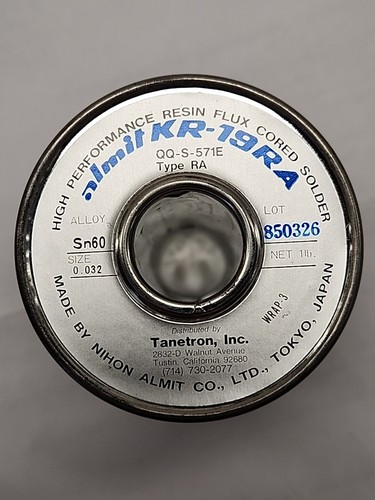 HIGH PERFORMANCE RESIN FLUX CORED SOLDER
almit KR-19RA
QQ-S-571E
Type RA
ALLOY
Sn60
SIZE
0.032
LOT
850326
NET 1lb.
WRAP-3
Distributed by
Tanetron, Inc.
2832-D Walnut Avenue
Tustin, California 92680
(714) 730-2077
MADE BY NIHON ALMIT CO., LTD., TOKYO, JAPAN